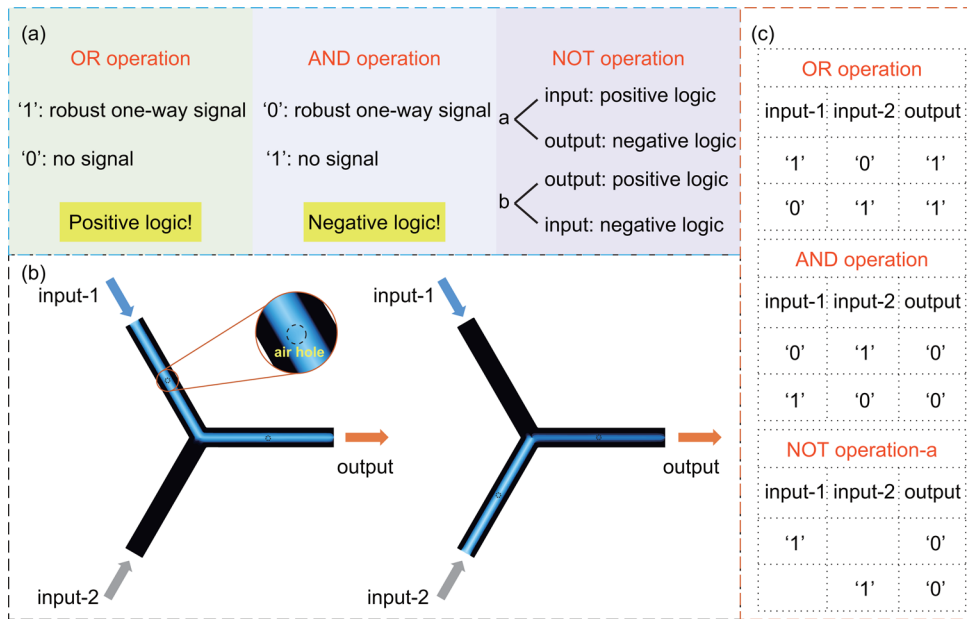 (a)
OR operation
‘1’: robust one-way signal
‘0’: no signal
Positive logic!
AND operation
‘0’: robust one-way signal
‘1’: no signal
Negative logic!
NOT operation
a
input: positive logic
output: negative logic
b
output: positive logic
input: negative logic
(b)
input-1
air hole
output
input-2
input-1
output
input-2
(c)
OR operation
input-1 input-2 output
‘1’ ‘0’ ‘1’
‘0’ ‘1’ ‘1’
AND operation
input-1 input-2 output
‘0’ ‘1’ ‘0’
‘1’ ‘0’ ‘0’
NOT operation-a
input-1 input-2 output
‘1’ ‘0’
‘1’ ‘0’